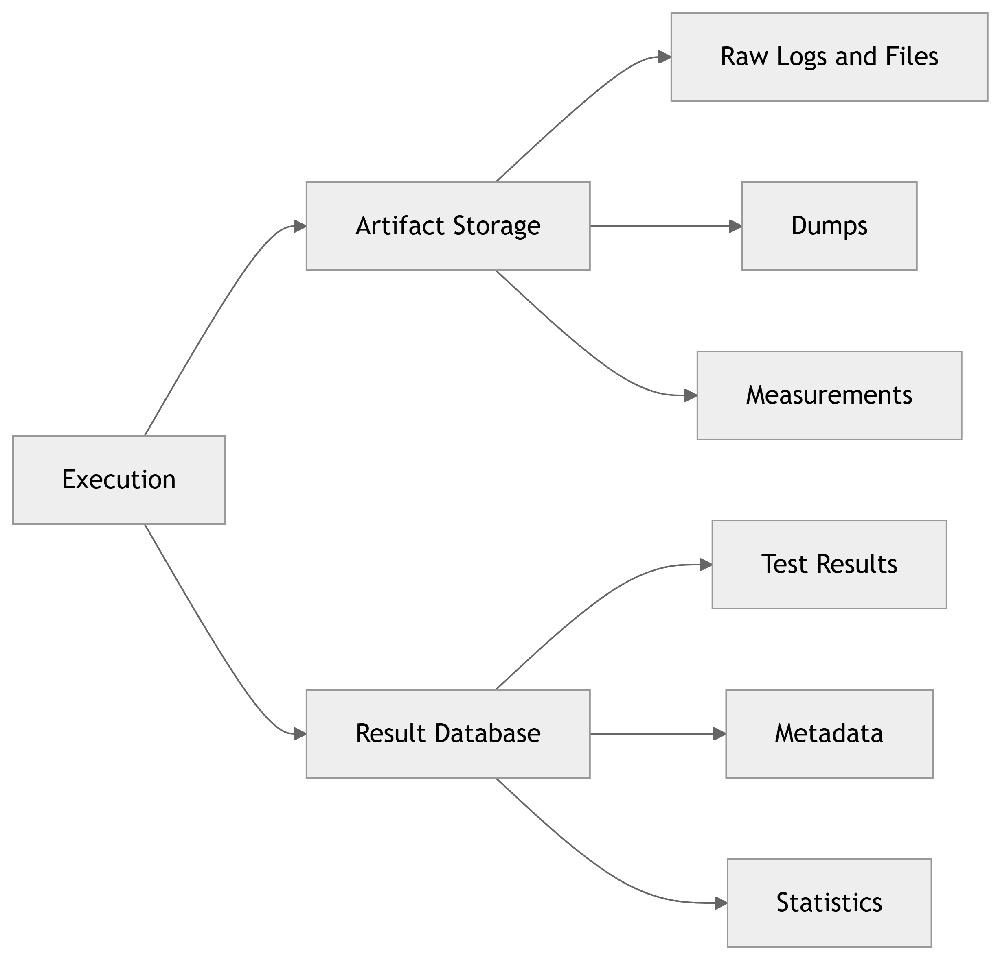 Raw Logs and Files
Artifact Storage
Dumps
Measurements
Execution
Test Results
Result Database
Metadata
Statistics